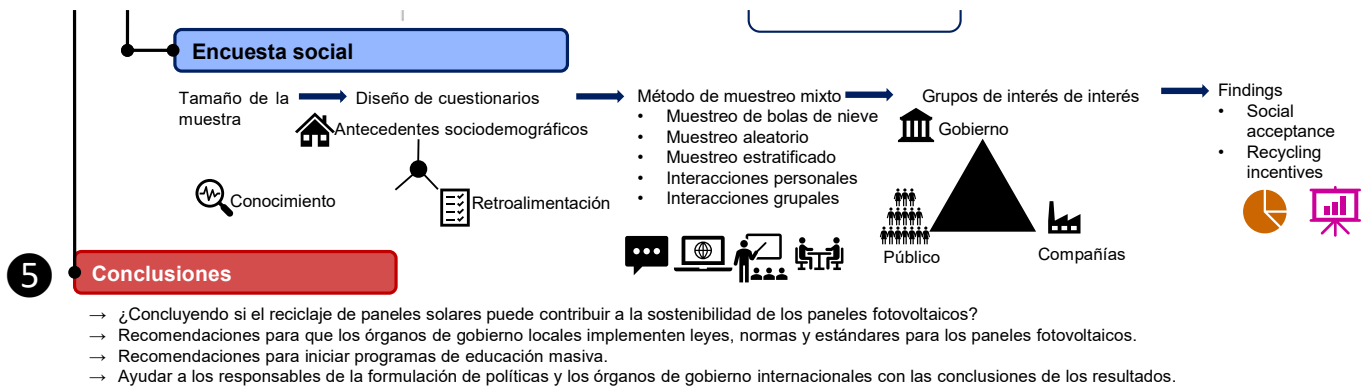 Encuesta social
Tamaño de la
muestra
Diseño de cuestionarios
Antecedentes sociodemográficos
Conocimiento
Retroalimentación
Método de muestreo mixto
• Muestreo de bolas de nieve
• Muestreo aleatorio
• Muestreo estratificado
• Interacciones personales
• Interacciones grupales
Grupos de interés de interés
Gobierno
Público
Compañías
Findings
• Social
acceptance
• Recycling
incentives
5
Conclusiones
→ ¿Concluyendo si el reciclaje de paneles solares puede contribuir a la sostenibilidad de los paneles fotovoltaicos?
→ Recomendaciones para que los órganos de gobierno locales implementen leyes, normas y estándares para los paneles fotovoltaicos.
→ Recomendaciones para iniciar programas de educación masiva.
→ Ayudar a los responsables de la formulación de políticas y los órganos de gobierno internacionales con las conclusiones de los resultados.